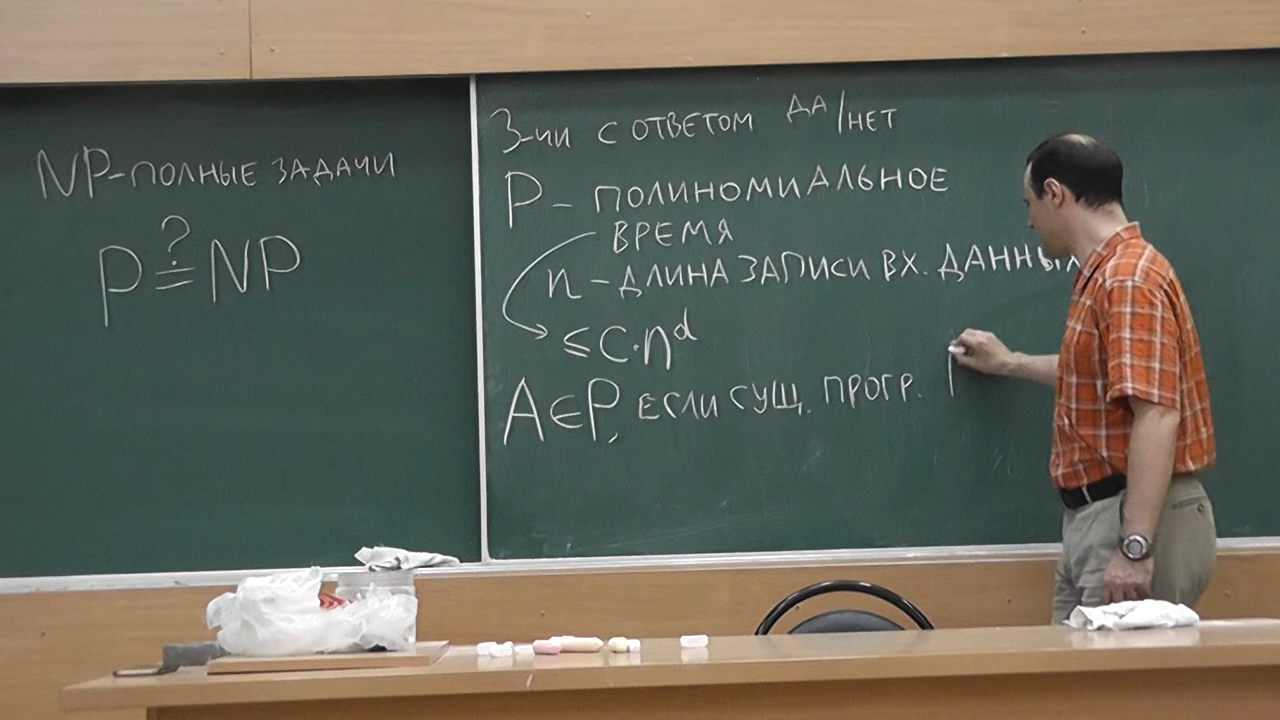 NP-ПОЛНЫЕ ЗАДАЧИ
P ?= NP
З-ЧИ С ОТВЕТОМ ДА/НЕТ
P – ПОЛИНОМИАЛЬНОЕ
ВРЕМЯ
n – ДЛИНА ЗАПИСИ ВХ. ДАННЫХ
≤ C·n^d
A∈P, ЕСЛИ СУЩ. ПРОГР.